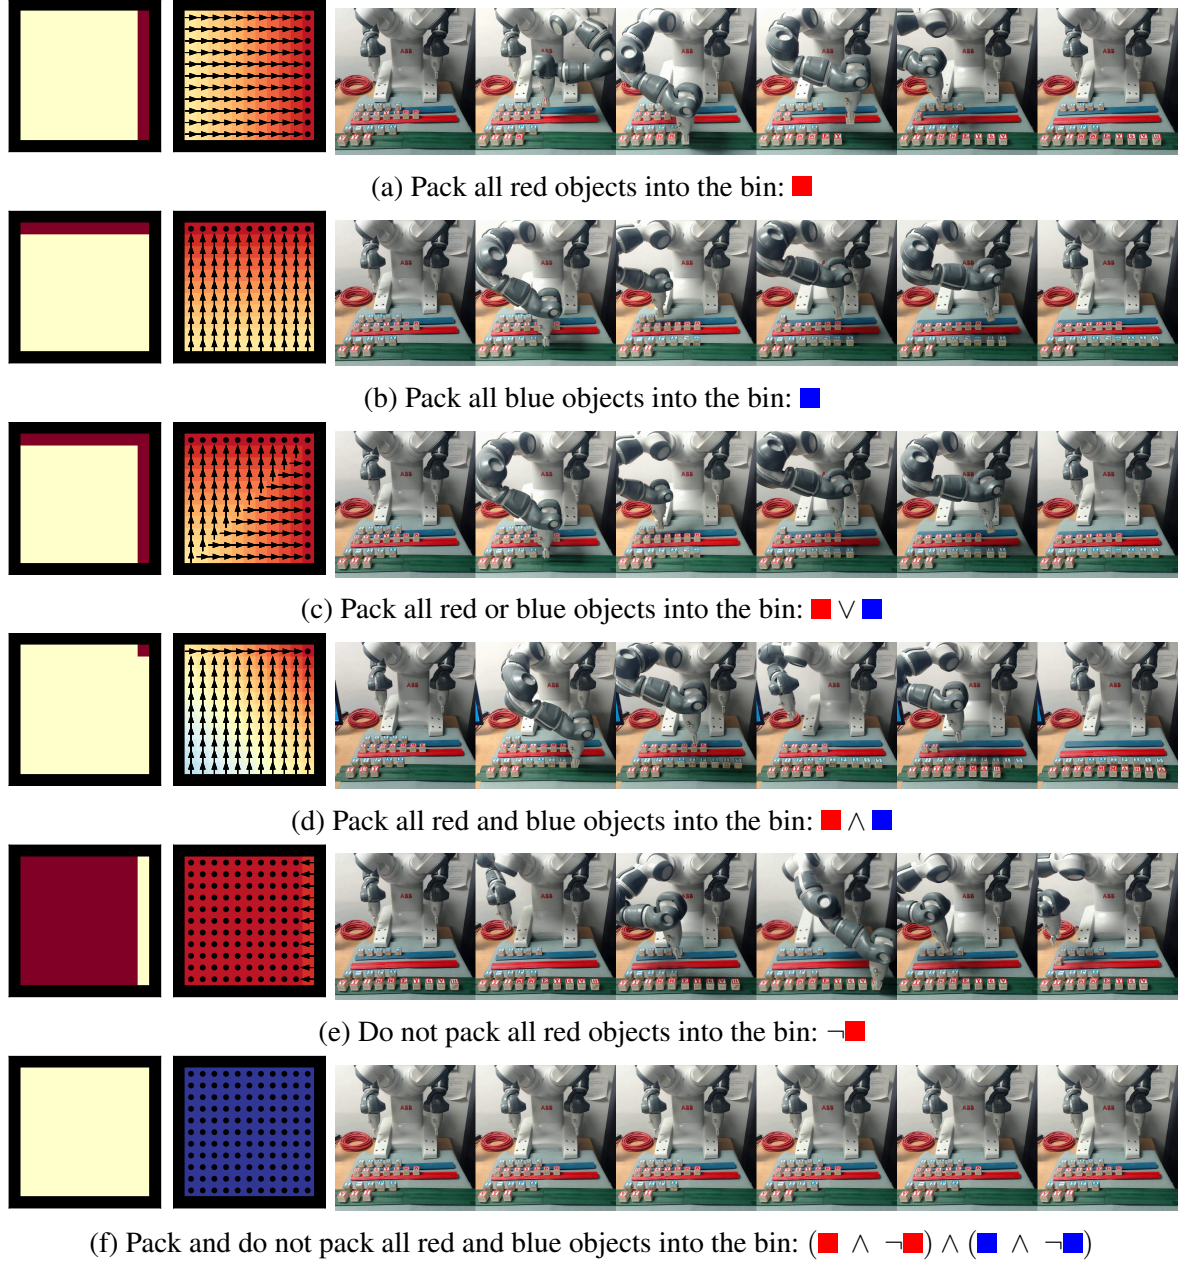 (a) Pack all red objects into the bin:
(b) Pack all blue objects into the bin:
(c) Pack all red or blue objects into the bin: ∨
(d) Pack all red and blue objects into the bin: ∧
(e) Do not pack all red objects into the bin: ¬
(f) Pack and do not pack all red and blue objects into the bin: ( ∧ ¬ ) ∧ ( ∧ ¬ )